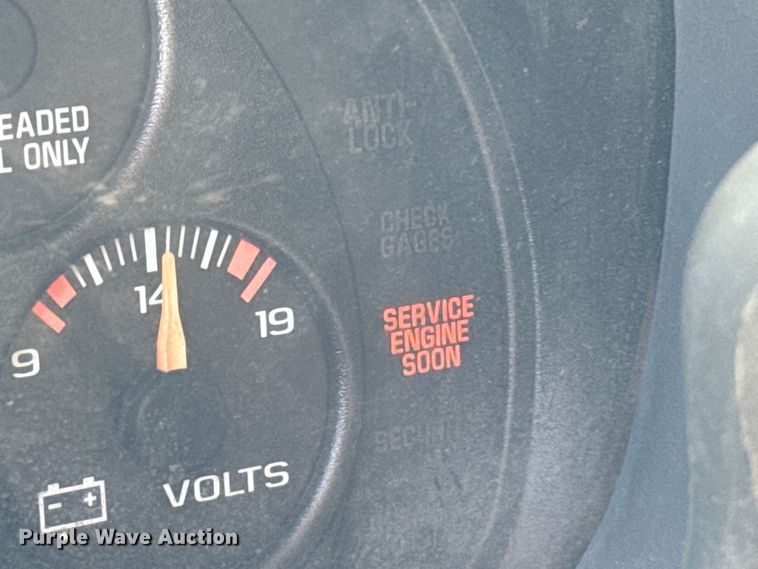 EADED
L ONLY
ANTI-
LOCK
CHECK
GAGES
14
9
19
SERVICE
ENGINE
SOON
VOLTS
Purple Wave Auction